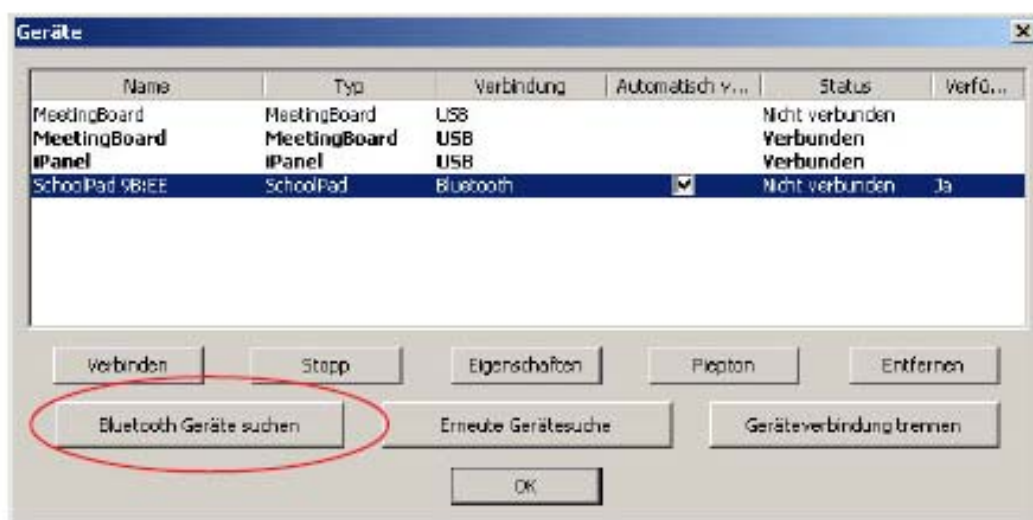 Geräte
Name Typ Verbindung Automatisch v... Status Verfü...
MeetingBoard MeetingBoard USB Nicht verbunden
MeetingBoard MeetingBoard USB Verbunden
iPanel iPanel USB Verbunden
SchoolPad 9B:EE SchoolPad Bluetooth Nicht verbunden Ja
Verbinden Stopp Eigenschaften Piepton Entfernen
Bluetooth Geräte suchen Erneute Gerätesuche Geräteverbindung trennen
OK